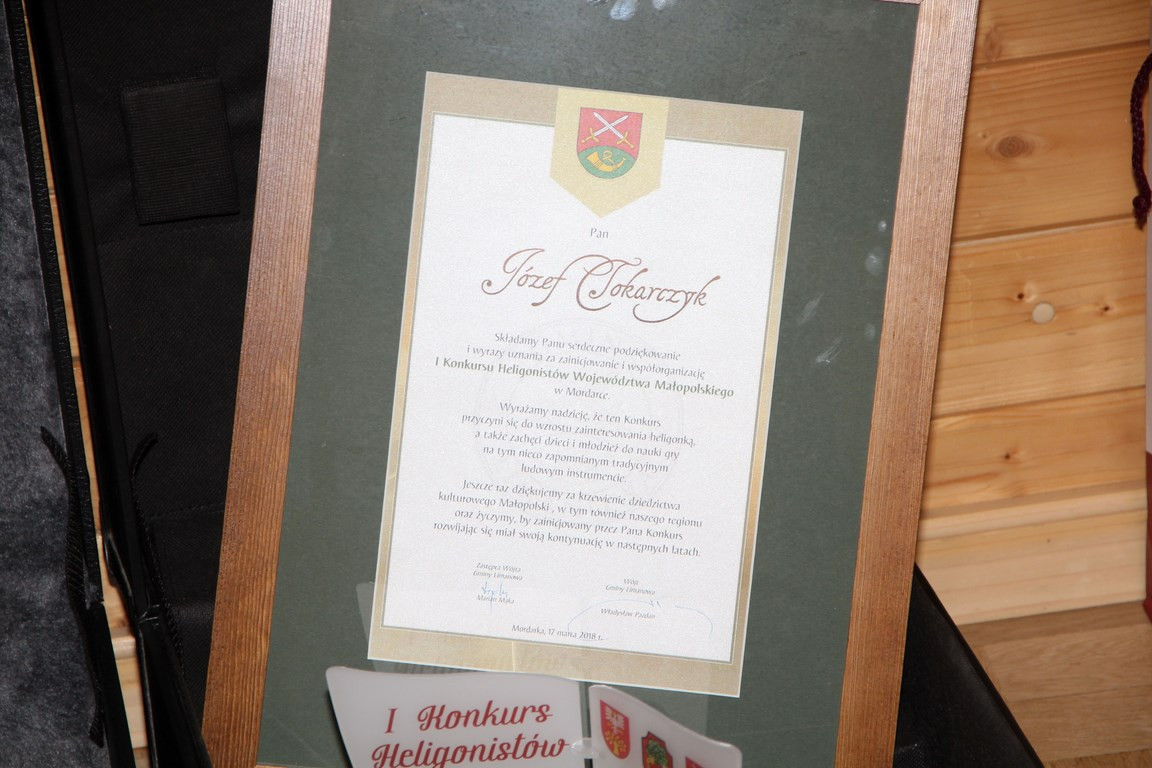 Pan
Józef Tokarczyk
Składamy Panu serdeczne podziękowanie
i wyrazy uznania za zainicjowanie i współorganizację
I Konkursu Heligonistów Województwa Małopolskiego
w Mordarce.
Wyrażamy nadzieję, że ten Konkurs
przyczyni się do wzrostu zainteresowania heligonką,
a także zachęci dzieci i młodzież do nauki gry
na tym nieco zapomnianym tradycyjnym
ludowym instrumencie.
Jeszcze raz dziękujemy za krzewienie dziedzictwa
kulturowego Małopolski , w tym również naszego regionu
oraz życzymy, by zainicjowany przez Pana Konkurs
rozwijając się miał swoją kontynuację w następnych latach.
Zastępca Wójta
Gminy Limanowa
Marian Maka
Wójt
Gminy Limanowa
Władysław Pazdan
Mordarka, 17 marca 2018 r.
I Konkurs
Heligonistów